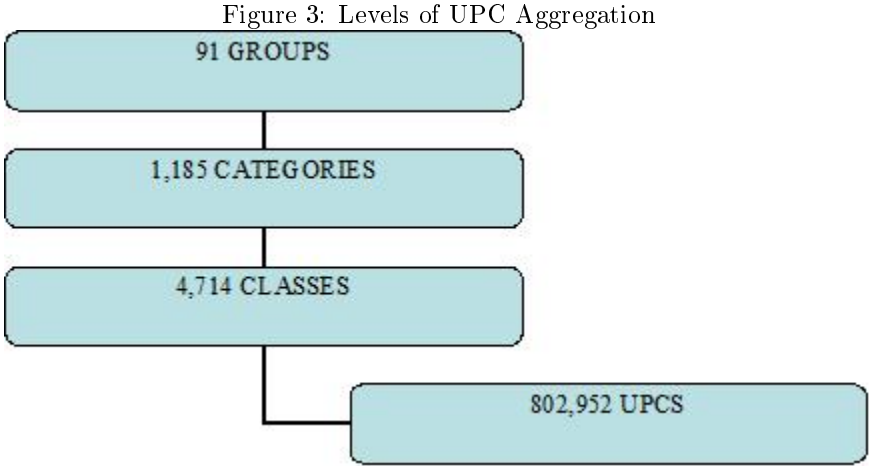 Figure 3: Levels of UPC Aggregation
91 GROUPS
1,185 CATEGORIES
4,714 CLASSES
802,952 UPCS